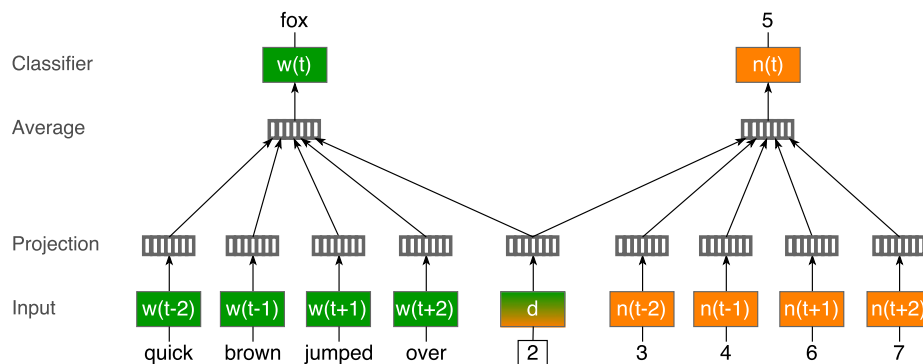 fox 5
Classifier w(t) n(t)
Average
Projection
Input w(t-2) w(t-1) w(t+1) w(t+2) d n(t-2) n(t-1) n(t+1) n(t+2)
quick brown jumped over 2 3 4 6 7